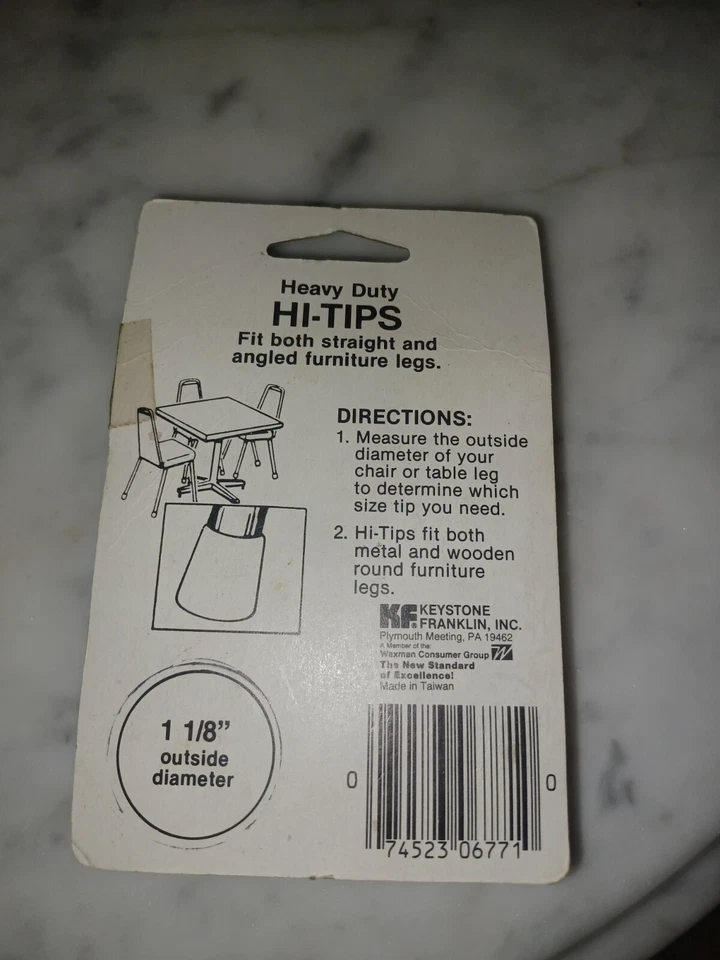 Heavy Duty
HI-TIPS
Fit both straight and
angled furniture legs.
DIRECTIONS:
1. Measure the outside
diameter of your
chair or table leg
to determine which
size tip you need.
2. Hi-Tips fit both
metal and wooden
round furniture
legs.
KF KEYSTONE
FRANKLIN, INC.
Plymouth Meeting, PA 19462
A Member of the
Waxman Consumer Group W
The New Standard
of Excellence!
Made in Taiwan
1 1/8”
outside
diameter
0 74523 06771 0